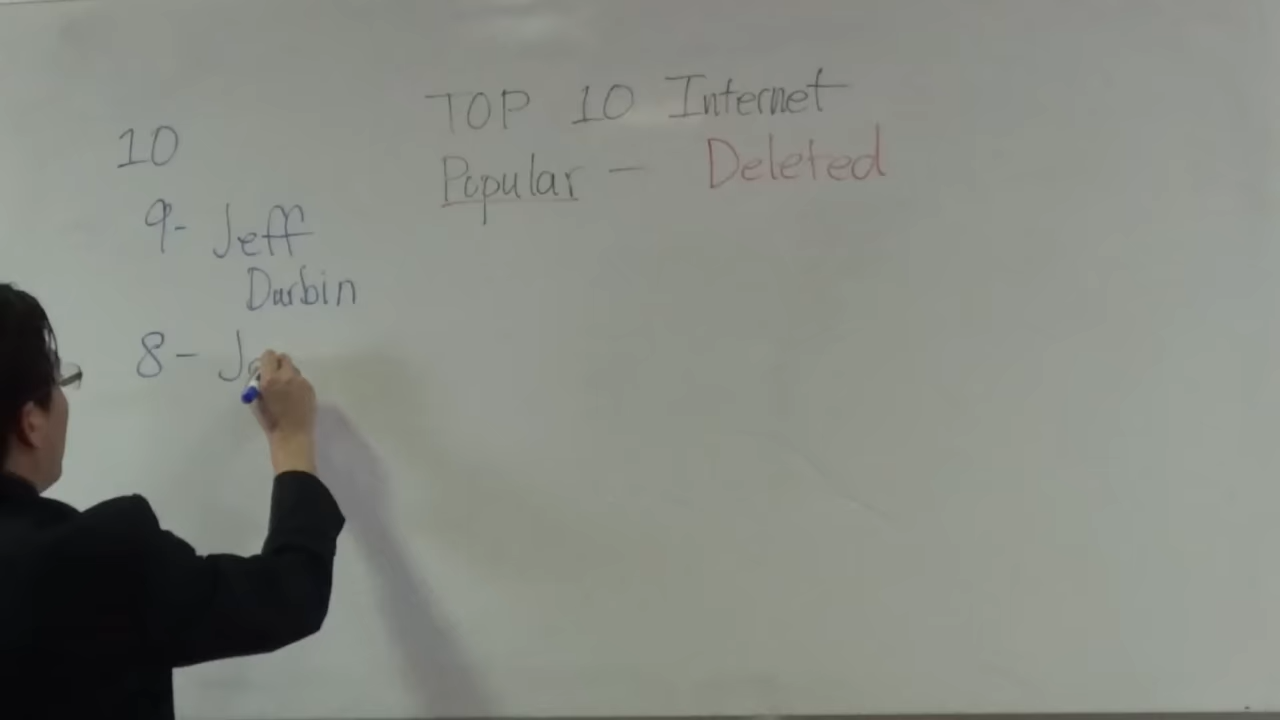 TOP 10 Internet
Popular - Deleted
10
9- Jeff
Durbin
8- J